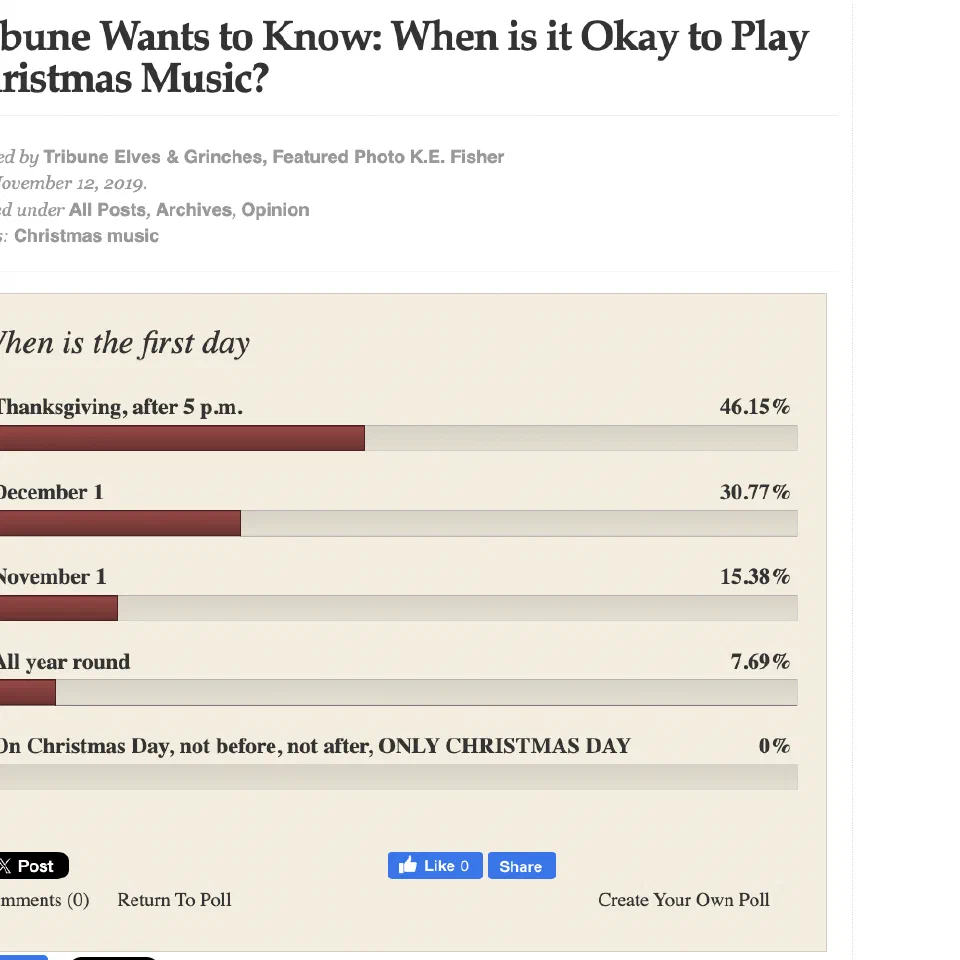 bune Wants to Know: When is it Okay to Play
ristmas Music?
ed by Tribune Elves & Grinches, Featured Photo K.E. Fisher
November 12, 2019.
ed under All Posts, Archives, Opinion
s: Christmas music
When is the first day
Thanksgiving, after 5 p.m. 46.15%
December 1 30.77%
November 1 15.38%
All year round 7.69%
On Christmas Day, not before, not after, ONLY CHRISTMAS DAY 0%
X Post Like 0 Share
mments (0) Return To Poll Create Your Own Poll